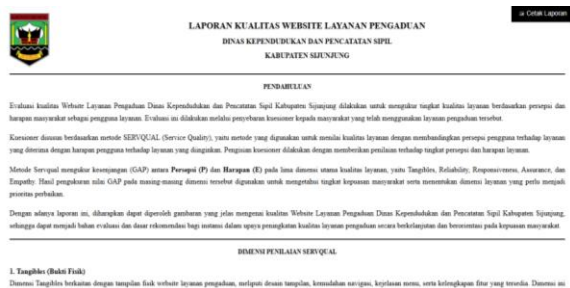 Cetak Laporan
LAPORAN KUALITAS WEBSITE LAYANAN PENGADUAN
DINAS KEPENDUDUKAN DAN PENCATATAN SIPIL
KABUPATEN SIJUNJUNG
PENDAHULUAN
Evaluasi kualitas Website Layanan Pengaduan Dinas Kependudukan dan Pencatatan Sipil Kabupaten Sijunjung dilakukan untuk mengukur tingkat kualitas layanan berdasarkan persepsi dan
harapan masyarakat sebagai pengguna layanan. Evaluasi ini dilakukan melalui penyebaran kuesioner kepada masyarakat yang telah menggunakan layanan pengaduan tersebut.
Kuesioner disusun berdasarkan metode SERVQUAL (Service Quality), yaitu metode yang digunakan untuk menilai kualitas layanan dengan membandingkan persepsi pengguna terhadap layanan
yang diterima dengan harapan pengguna terhadap layanan yang diinginkan. Pengisian kuesioner dilakukan dengan memberikan penilaian terhadap tingkat persepsi dan harapan layanan.
Metode Servqual mengukur kesenjangan (GAP) antara Persepsi (P) dan Harapan (E) pada lima dimensi utama kualitas layanan, yaitu Tangibles, Reliability, Responsiveness, Assurance, dan
Empathy. Hasil pengukuran nilai GAP pada masing-masing dimensi tersebut digunakan untuk mengetahui tingkat kepuasan masyarakat serta menentukan dimensi layanan yang perlu menjadi
prioritas perbaikan.
Dengan adanya laporan ini, diharapkan dapat diperoleh gambaran yang jelas mengenai kualitas Website Layanan Pengaduan Dinas Kependudukan dan Pencatatan Sipil Kabupaten Sijunjung,
sehingga dapat menjadi bahan evaluasi dan dasar rekomendasi bagi instansi dalam upaya peningkatan kualitas layanan pengaduan secara berkelanjutan dan berorientasi pada kepuasan masyarakat.
DIMENSI PENILAIAN SERVQUAL
1. Tangibles (Bukti Fisik)
Dimensi Tangibles berkaitan dengan tampilan fisik website layanan pengaduan, meliputi desain tampilan, kemudahan navigasi, kejelasan menu, serta kelengkapan fitur yang tersedia. Dimensi ini